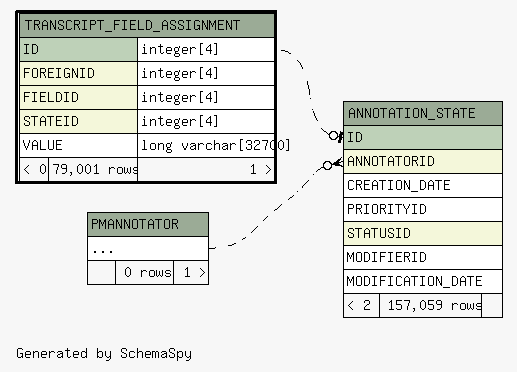 TRANSCRIPT_FIELD_ASSIGNMENT
ID integer[4]
FOREIGNID integer[4]
FIELDID integer[4]
STATEID integer[4]
VALUE long varchar[32700]
< 0 79,001 rows 1 >
ANNOTATION_STATE
ID
ANNOTATORID
CREATION_DATE
PRIORITYID
STATUSID
MODIFIERID
MODIFICATION_DATE
< 2 157,059 rows
PMANNOTATOR
...
0 rows 1 >
Generated by SchemaSpy